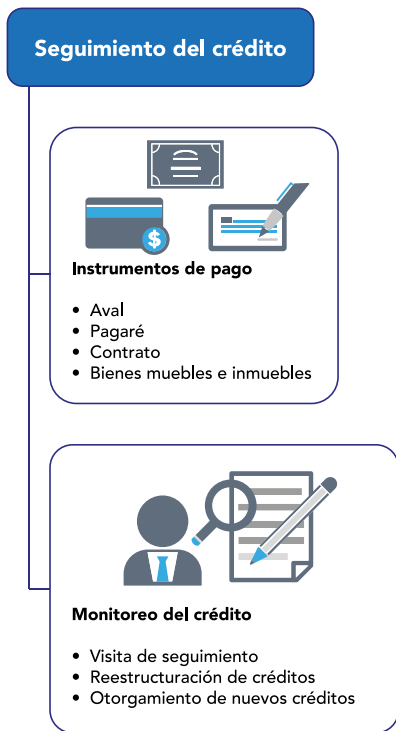 Seguimiento del crédito
$
Instrumentos de pago
• Aval
• Pagaré
• Contrato
• Bienes muebles e inmuebles
Monitoreo del crédito
• Visita de seguimiento
• Reestructuración de créditos
• Otorgamiento de nuevos créditos